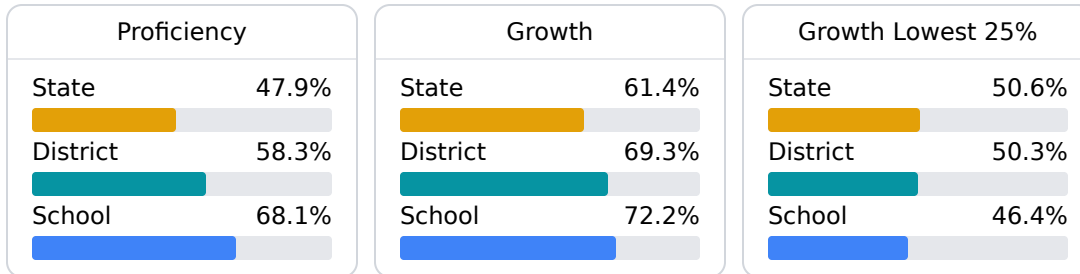 Proficiency
State 47.9%
District 58.3%
School 68.1%
Growth
State 61.4%
District 69.3%
School 72.2%
Growth Lowest 25%
State 50.6%
District 50.3%
School 46.4%